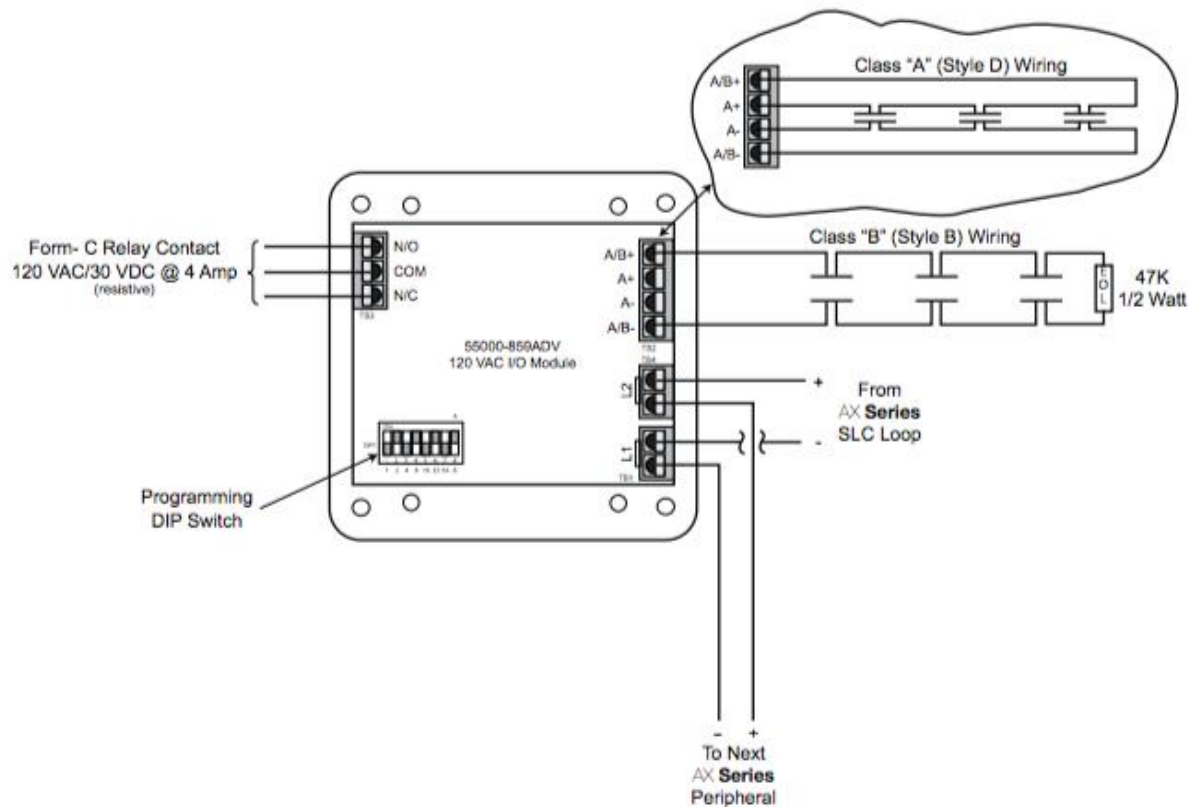 Class "A" (Style D) Wiring
A/B+
A+
A-
A/B-
Form- C Relay Contact
120 VAC/30 VDC @ 4 Amp
(resistive)
N/O
COM
N/C
TB3
A/B+
A+
A-
A/B-
TB2
Class "B" (Style B) Wiring
EOL
47K
1/2 Watt
55000-859ADV
120 VAC I/O Module
TB4
L2
L1
TB1
+
-
From
AX Series
SLC Loop
Programming
DIP Switch
- +
To Next
AX Series
Peripheral